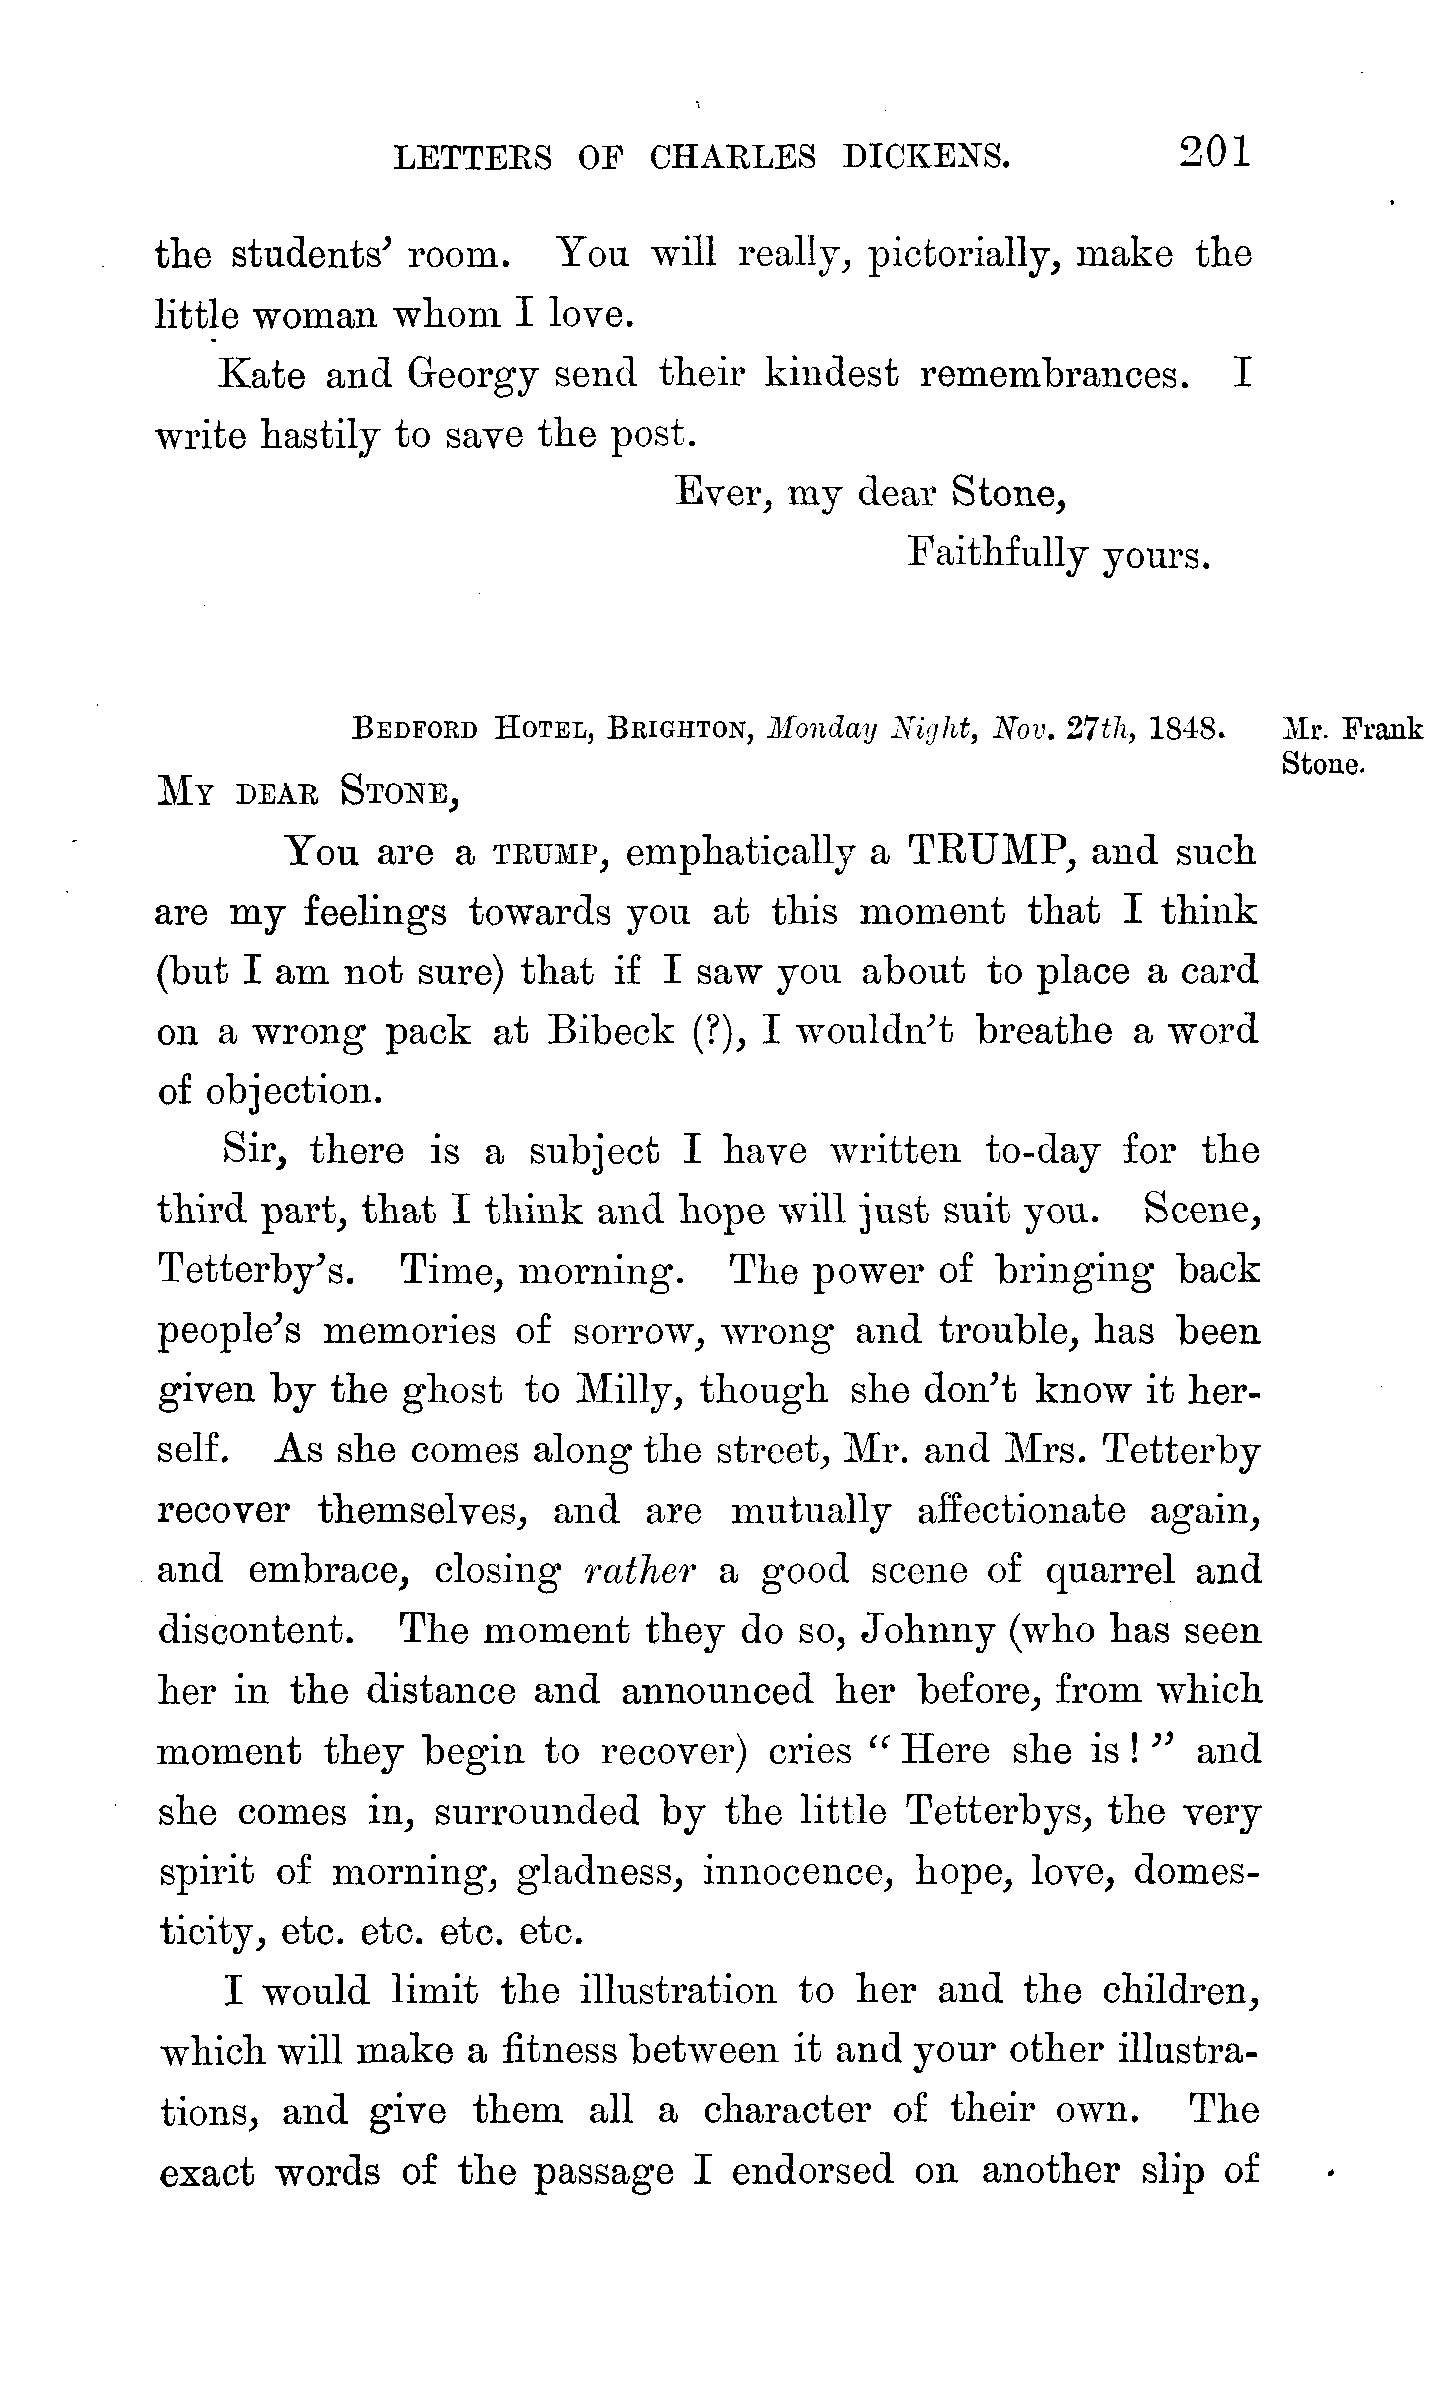 LETTERS OF CHARLES DICKENS. 201
the students’ room. You will really, pictorially, make the
little woman whom I love.
Kate and Georgy send their kindest remembrances. I
write hastily to save the post.
Ever, my dear Stone,
Faithfully yours.
BEDFORD HOTEL, BRIGHTON, Monday Night, Nov. 27th, 1848.
Mr. Frank
Stone.
MY DEAR STONE,
You are a TRUMP, emphatically a TRUMP, and such
are my feelings towards you at this moment that I think
(but I am not sure) that if I saw you about to place a card
on a wrong pack at Bibeck (?), I wouldn’t breathe a word
of objection.
Sir, there is a subject I have written to-day for the
third part, that I think and hope will just suit you. Scene,
Tetterby’s. Time, morning. The power of bringing back
people’s memories of sorrow, wrong and trouble, has been
given by the ghost to Milly, though she don’t know it her-
self. As she comes along the street, Mr. and Mrs. Tetterby
recover themselves, and are mutually affectionate again,
and embrace, closing rather a good scene of quarrel and
discontent. The moment they do so, Johnny (who has seen
her in the distance and announced her before, from which
moment they begin to recover) cries “Here she is!” and
she comes in, surrounded by the little Tetterbys, the very
spirit of morning, gladness, innocence, hope, love, domes-
ticity, etc. etc. etc. etc.
I would limit the illustration to her and the children,
which will make a fitness between it and your other illustra-
tions, and give them all a character of their own. The
exact words of the passage I endorsed on another slip of